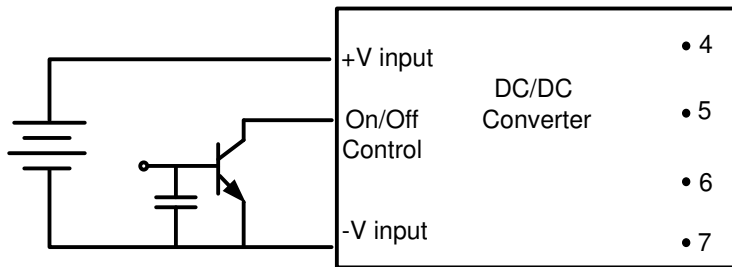 +V input
On/Off
Control
-V input
DC/DC
Converter
4
5
6
7